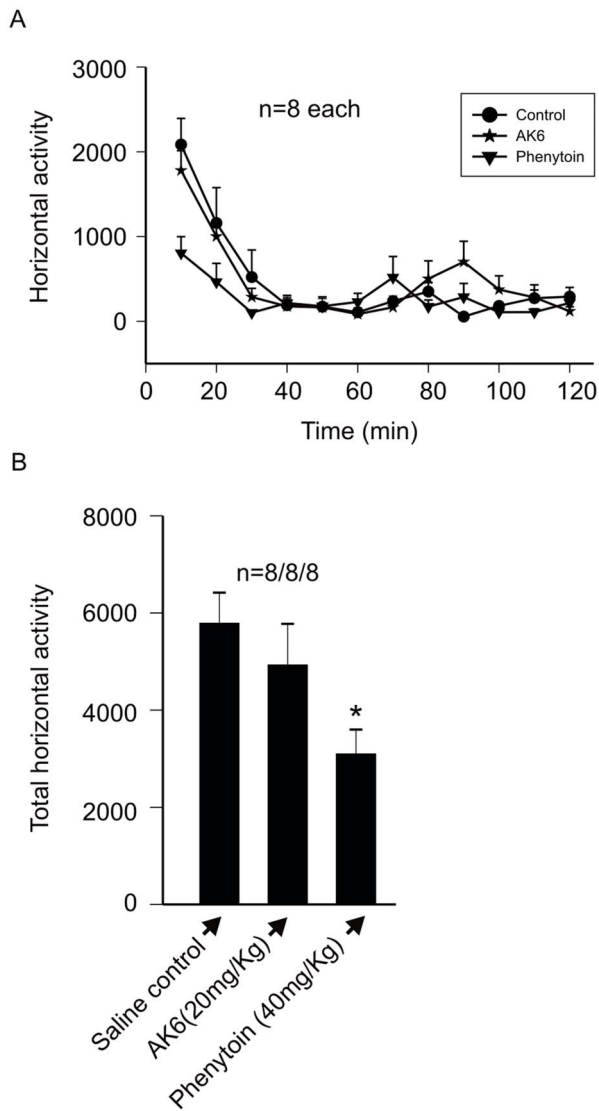 A
3000
2000
1000
0
Horizontal activity
n=8 each
Control
AK6
Phenytoin
0 20 40 60 80 100 120
Time (min)
B
8000
6000
4000
2000
0
Total horizontal activity
n=8/8/8
*
Saline control
AK6(20mg/Kg)
Phenytoin (40mg/Kg)